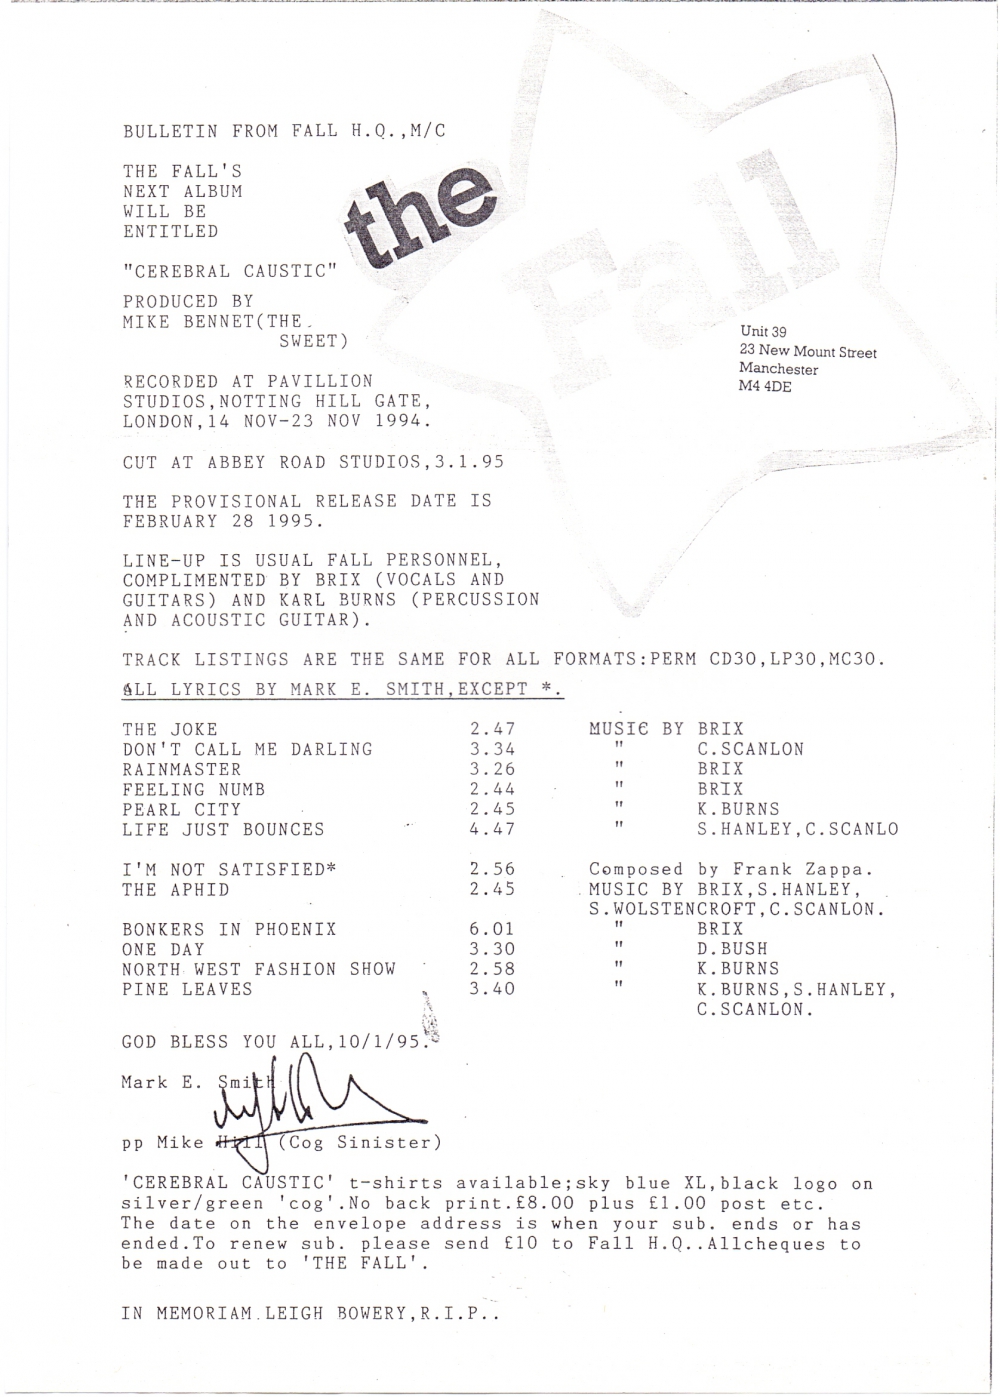 BULLETIN FROM FALL H.Q.,M/C
THE FALL'S
NEXT ALBUM
WILL BE
ENTITLED
the
Fall
"CEREBRAL CAUSTIC"
PRODUCED BY
MIKE BENNET(THE
SWEET)
Unit 39
23 New Mount Street
Manchester
M4 4DE
RECORDED AT PAVILLION
STUDIOS,NOTTING HILL GATE,
LONDON,14 NOV-23 NOV 1994.
CUT AT ABBEY ROAD STUDIOS,3.1.95
THE PROVISIONAL RELEASE DATE IS
FEBRUARY 28 1995.
LINE-UP IS USUAL FALL PERSONNEL,
COMPLIMENTED BY BRIX (VOCALS AND
GUITARS) AND KARL BURNS (PERCUSSION
AND ACOUSTIC GUITAR).
TRACK LISTINGS ARE THE SAME FOR ALL FORMATS:PERM CD30,LP30,MC30.
ALL LYRICS BY MARK E. SMITH,EXCEPT *.
THE JOKE 2.47 MUSIC BY BRIX
DON'T CALL ME DARLING 3.34 " C.SCANLON
RAINMASTER 3.26 " BRIX
FEELING NUMB 2.44 " BRIX
PEARL CITY 2.45 " K.BURNS
LIFE JUST BOUNCES 4.47 " S.HANLEY,C.SCANLO
I'M NOT SATISFIED* 2.56 Composed by Frank Zappa.
THE APHID 2.45 MUSIC BY BRIX,S.HANLEY,
S.WOLSTENCROFT,C.SCANLON.
BONKERS IN PHOENIX 6.01 " BRIX
ONE DAY 3.30 " D.BUSH
NORTH WEST FASHION SHOW 2.58 " K.BURNS
PINE LEAVES 3.40 " K.BURNS,S.HANLEY,
C.SCANLON.
GOD BLESS YOU ALL,10/1/95.
Mark E. Smith
pp Mike Hill (Cog Sinister)
'CEREBRAL CAUSTIC' t-shirts available;sky blue XL,black logo on
silver/green 'cog'.No back print.£8.00 plus £1.00 post etc.
The date on the envelope address is when your sub. ends or has
ended.To renew sub. please send £10 to Fall H.Q..Allcheques to
be made out to 'THE FALL'.
IN MEMORIAM.LEIGH BOWERY,R.I.P..